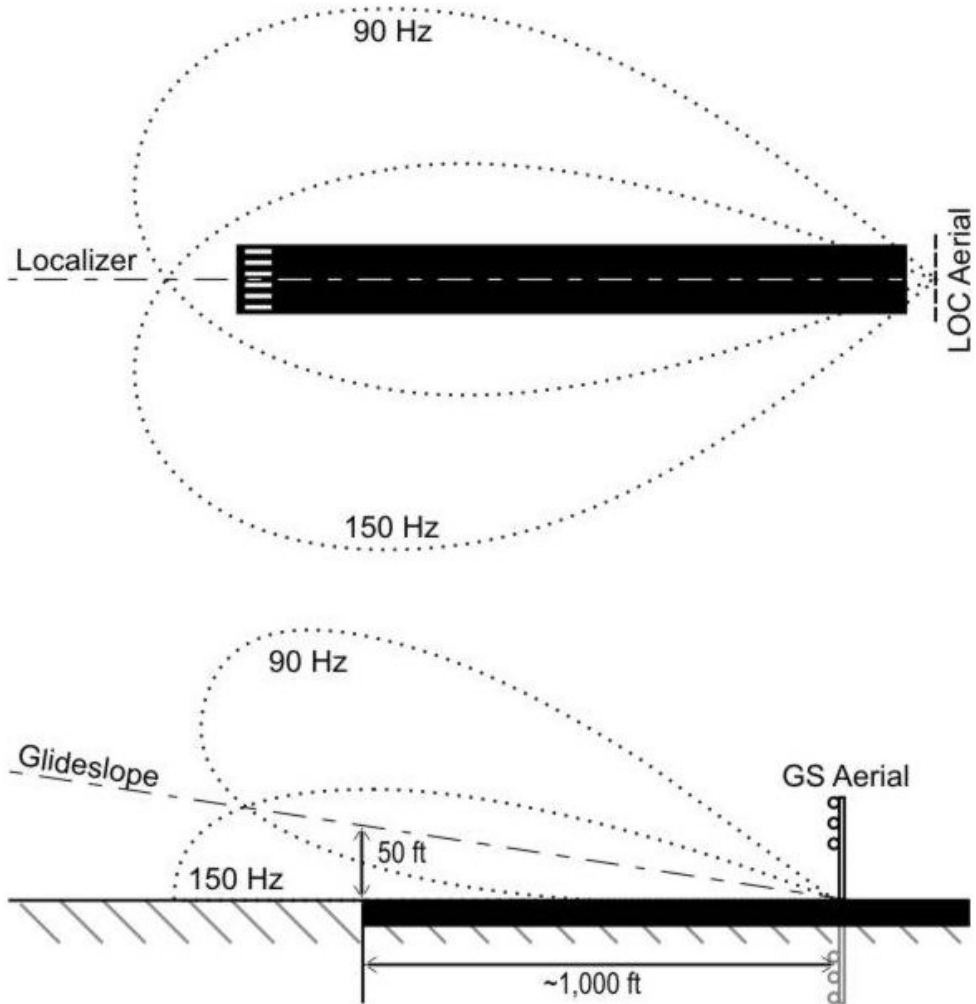 90 Hz
Localizer
LOC Aerial
150 Hz
90 Hz
Glideslope
GS Aerial
50 ft
150 Hz
~1,000 ft